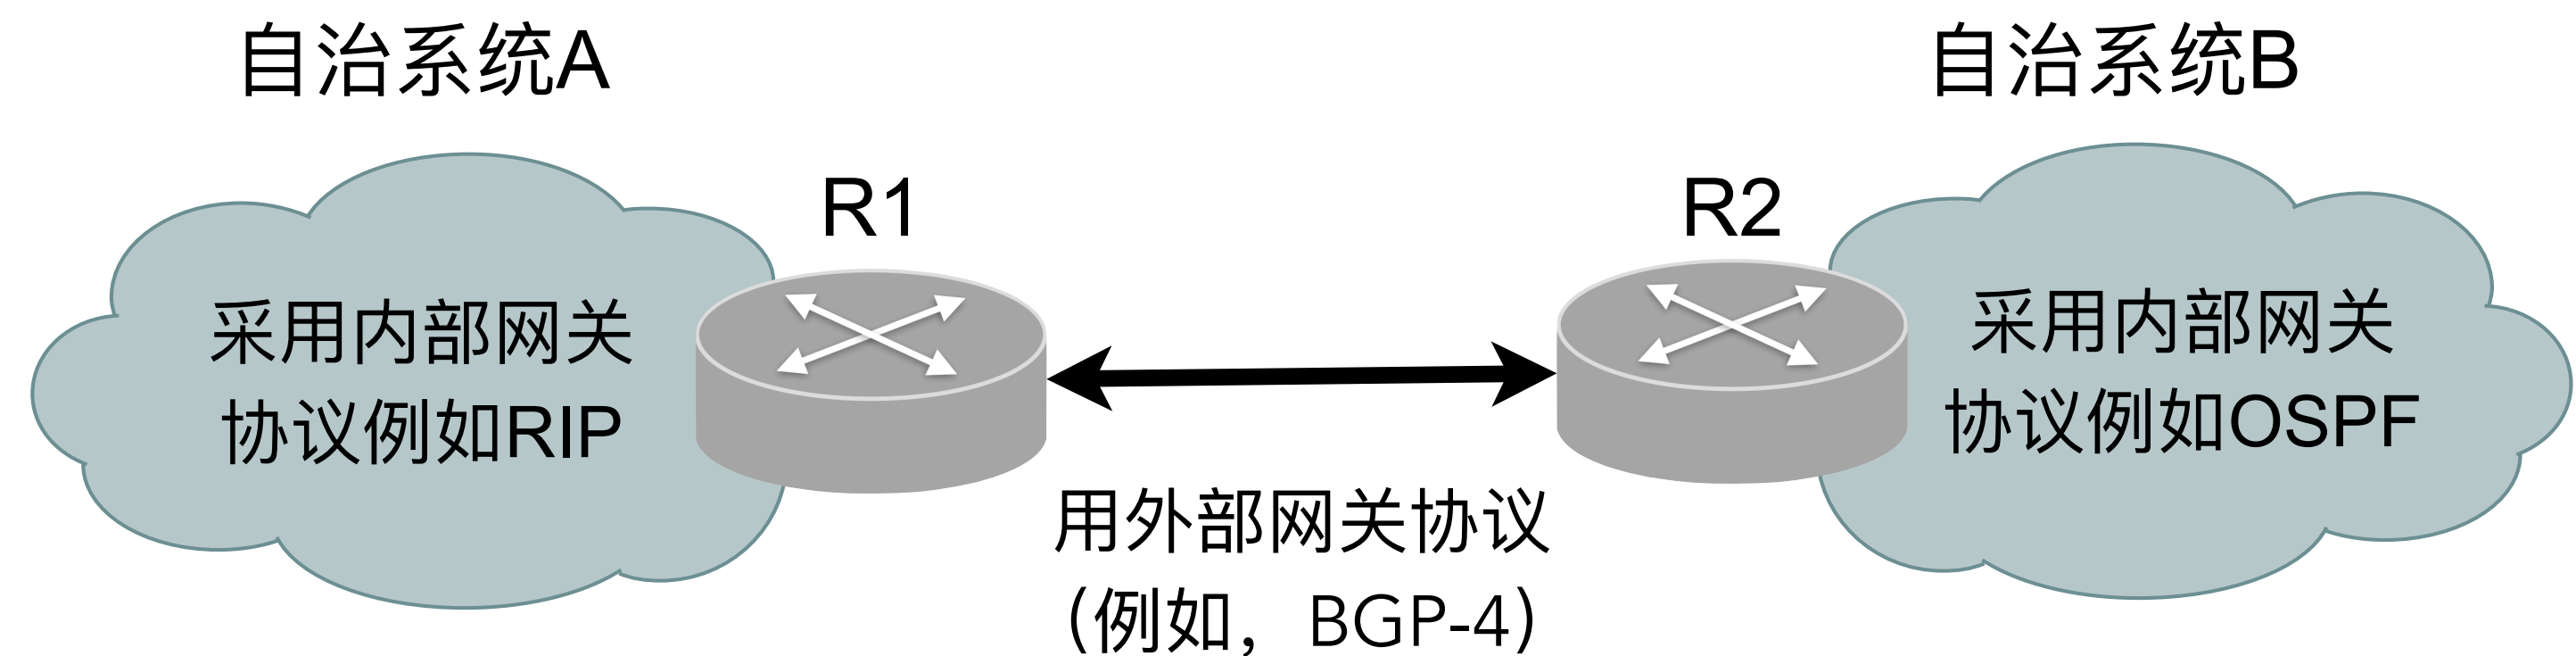 自治系统A
自治系统B
R1
R2
采用内部网关
协议例如RIP
采用内部网关
协议例如OSPF
用外部网关协议
(例如，BGP-4)